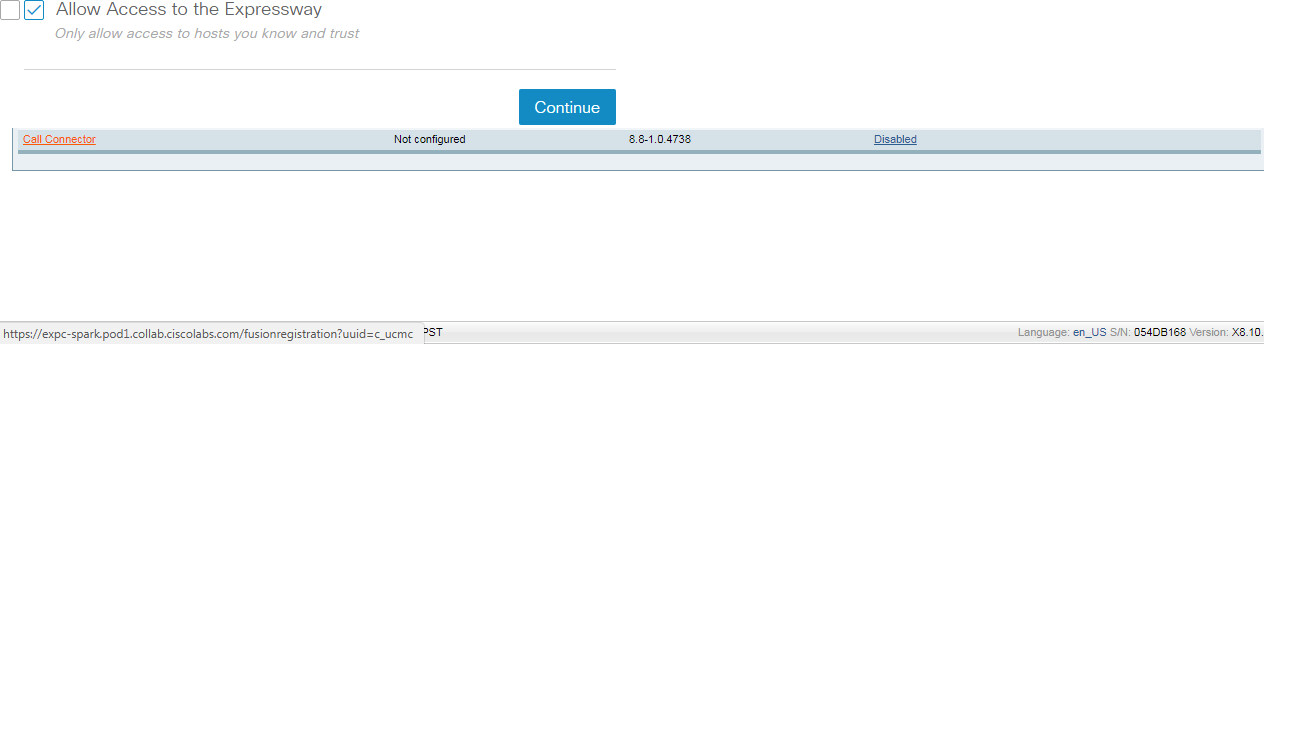 Allow Access to the Expressway
Only allow access to hosts you know and trust
Continue
Call Connector Not configured 8.8-1.0.4738 Disabled
https://expc-spark.pod1.collab.ciscolabs.com/fusionregistration?uuid=c_ucmc PST Language: en_US S/N: 054DB168 Version: X8.10.